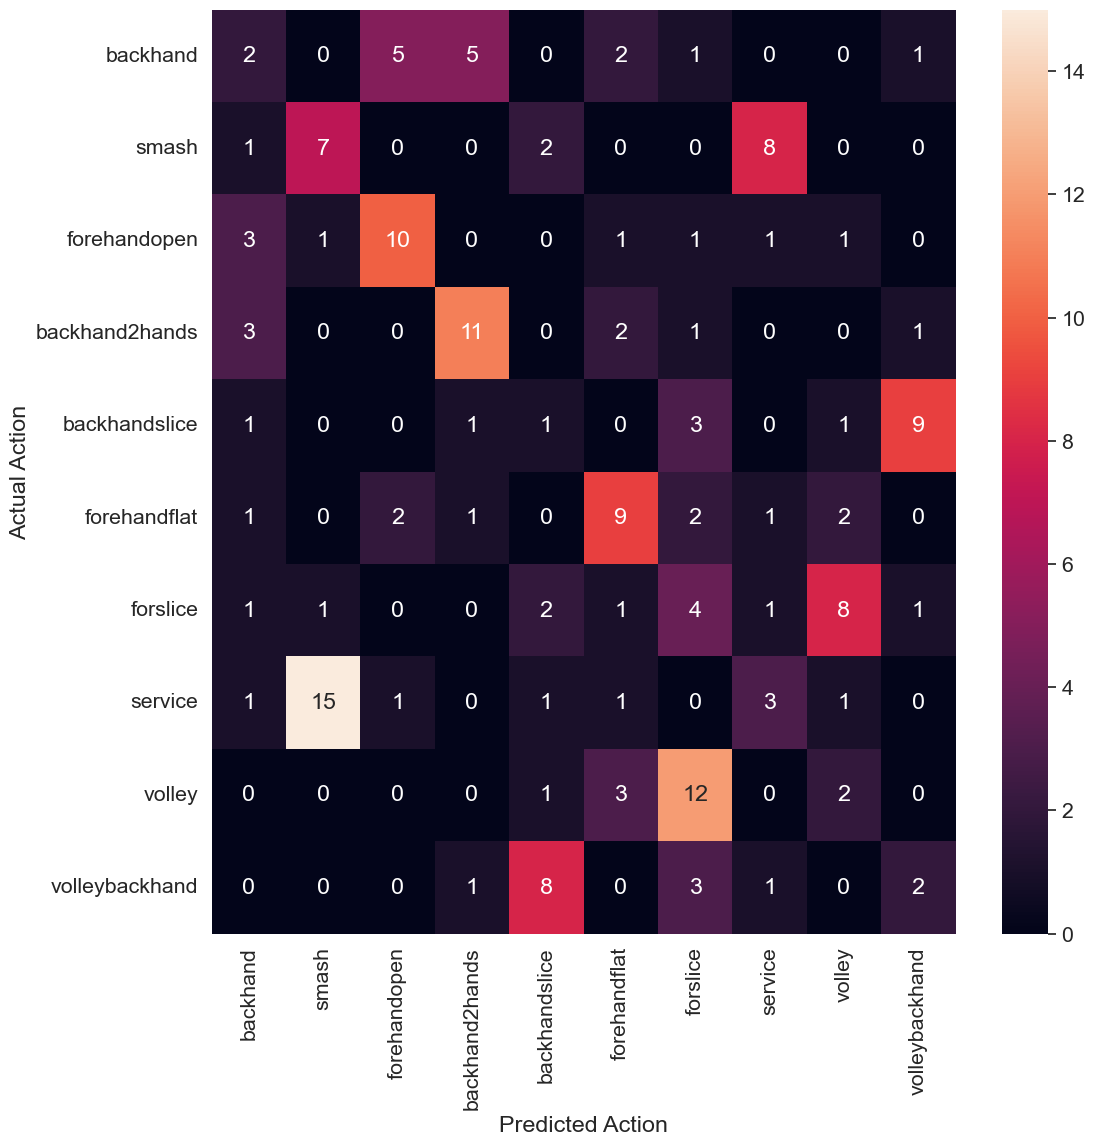 backhand 2 0 5 5 0 2 1 0 0 1
smash 1 7 0 0 2 0 0 8 0 0
forehandopen 3 1 10 0 0 1 1 1 1 0
backhand2hands 3 0 0 11 0 2 1 0 0 1
backhandslice 1 0 0 1 1 0 3 0 1 9
forehandflat 1 0 2 1 0 9 2 1 2 0
forslice 1 1 0 0 2 1 4 1 8 1
service 1 15 1 0 1 1 0 3 1 0
volley 0 0 0 0 1 3 12 0 2 0
volleybackhand 0 0 0 1 8 0 3 1 0 2
Actual Action
backhand
smash
forehandopen
backhand2hands
backhandslice
forehandflat
forslice
service
volley
volleybackhand
Predicted Action
14
12
10
8
6
4
2
0